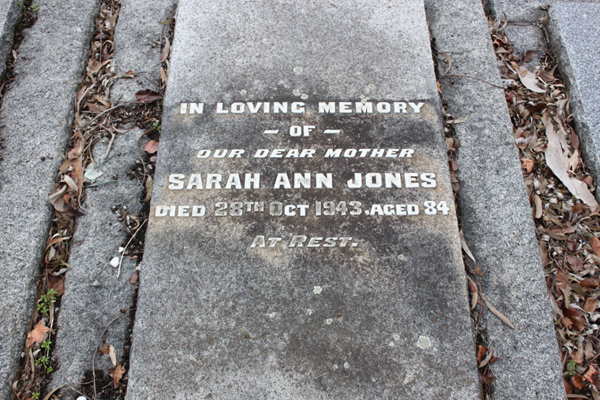 IN LOVING MEMORY
– OF –
OUR DEAR MOTHER
SARAH ANN JONES
DIED 28TH OCT 1943, AGED 84
AT REST.